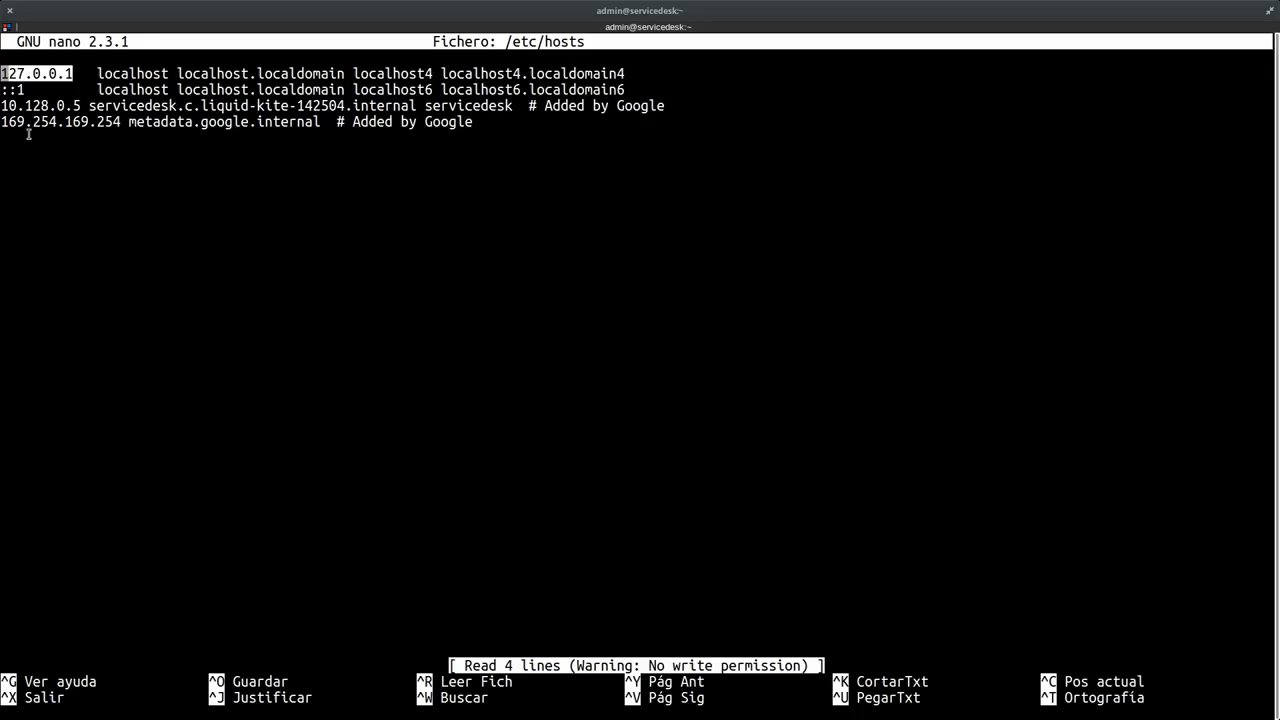 admin@servicedesk:~
admin@servicedesk:~
GNU nano 2.3.1 Fichero: /etc/hosts
127.0.0.1 localhost localhost.localdomain localhost4 localhost4.localdomain4
::1 localhost localhost.localdomain localhost6 localhost6.localdomain6
10.128.0.5 servicedesk.c.liquid-kite-142504.internal servicedesk # Added by Google
169.254.169.254 metadata.google.internal # Added by Google
[ Read 4 lines (Warning: No write permission) ]
^G Ver ayuda ^O Guardar ^R Leer Fich ^Y Pág Ant ^K CortarTxt ^C Pos actual
^X Salir ^J Justificar ^W Buscar ^V Pág Sig ^U PegarTxt ^T Ortografía